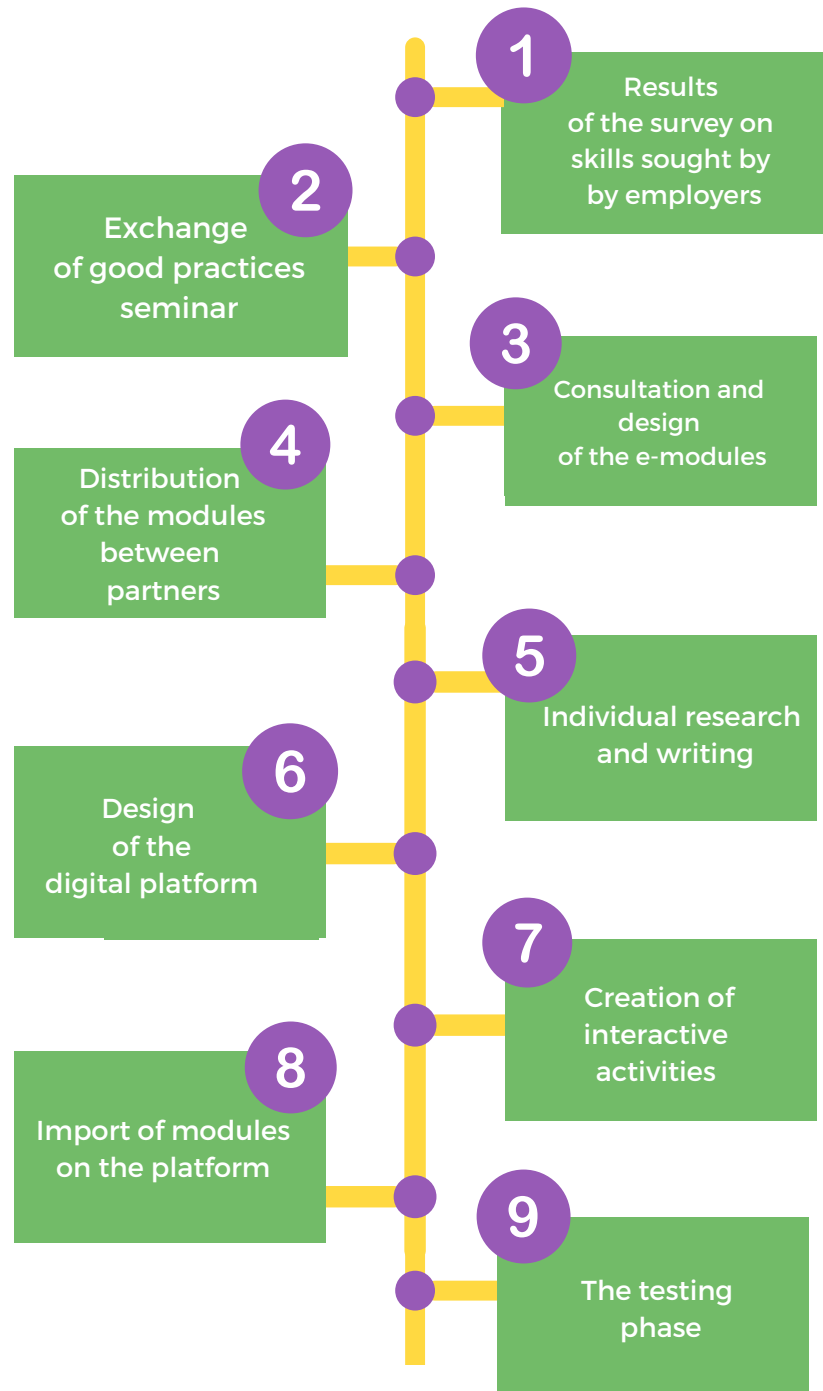 1
Results
of the survey on
skills sought by
by employers
2
Exchange
of good practices
seminar
3
Consultation and
design
of the e-modules
4
Distribution
of the modules
between
partners
5
Individual research
and writing
6
Design
of the
digital platform
7
Creation of
interactive
activities
8
Import of modules
on the platform
9
The testing
phase